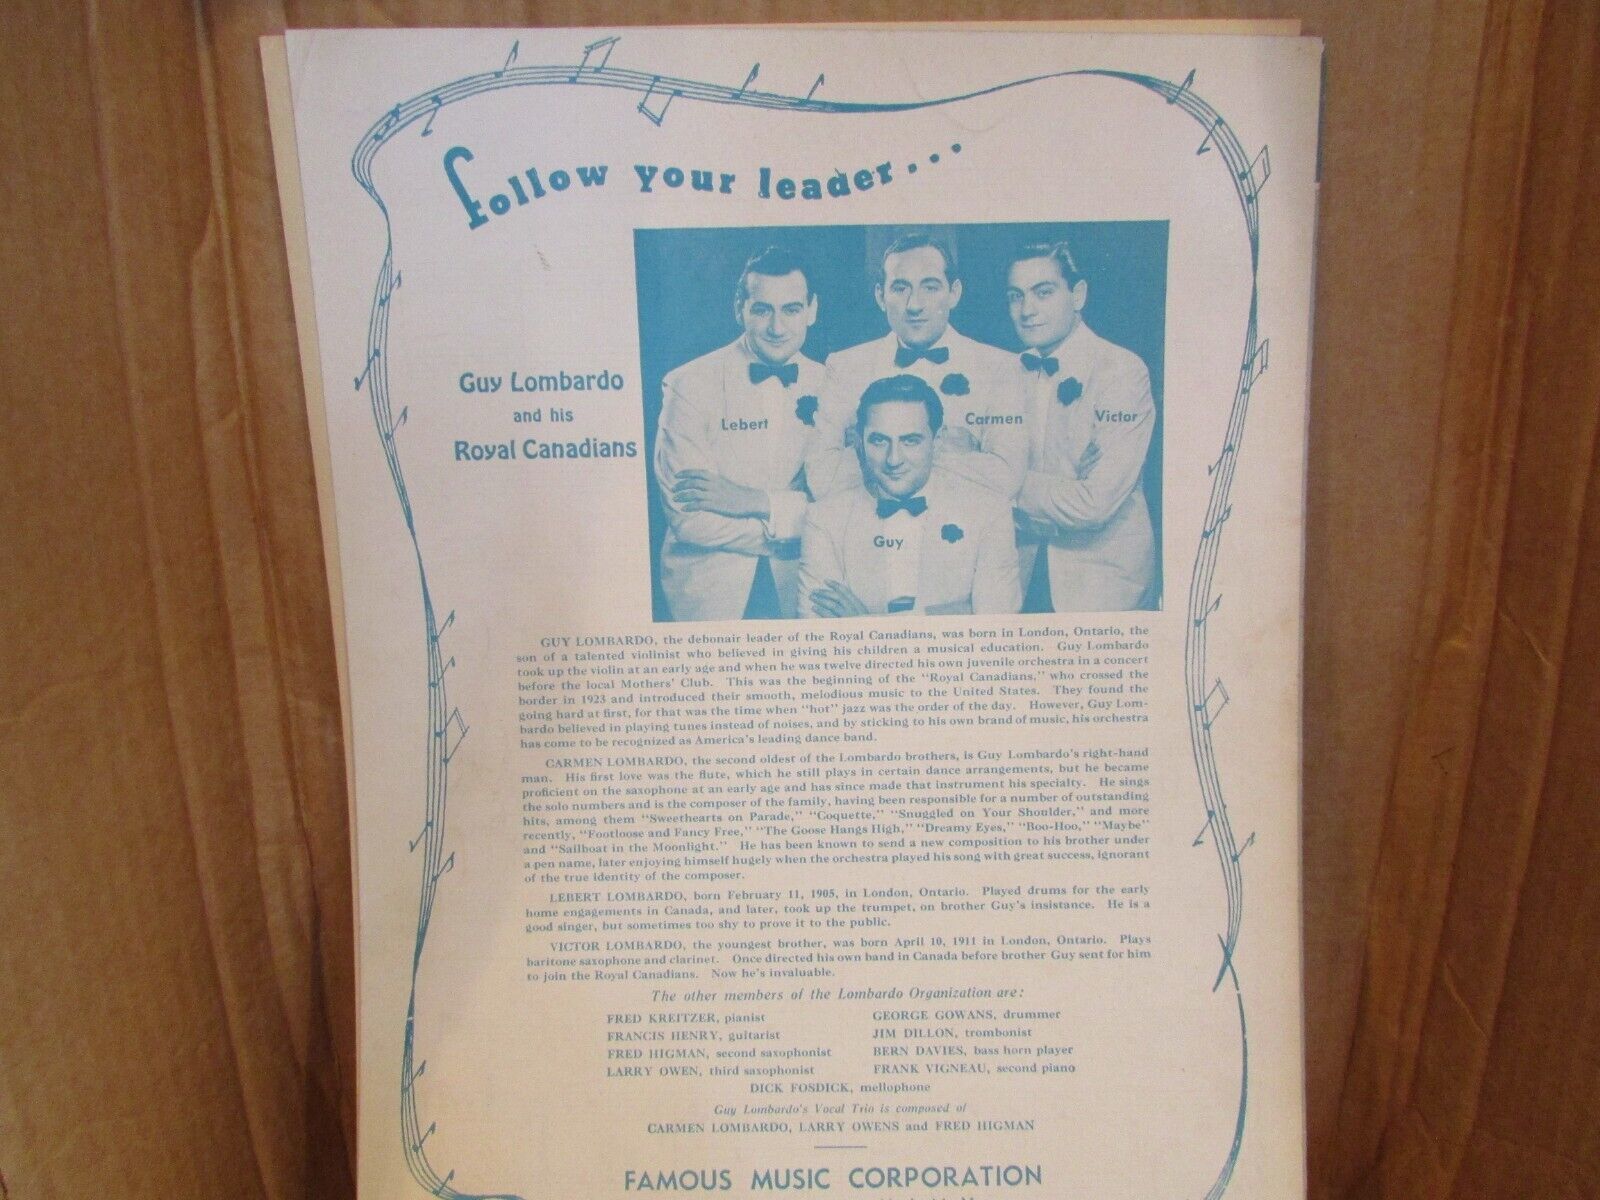 follow your leader...
Guy Lombardo
and his
Royal Canadians
Lebert
Carmen
Victor
Guy
GUY LOMBARDO, the debonair leader of the Royal Canadians, was born in London, Ontario, the
son of a talented violinist who believed in giving his children a musical education. Guy Lombardo
took up the violin at an early age and when he was twelve directed his own juvenile orchestra in a concert
before the local Mothers' Club. This was the beginning of the "Royal Canadians," who crossed the
border in 1923 and introduced their smooth, melodious music to the United States. They found the
going hard at first, for that was the time when "hot" jazz was the order of the day. However, Guy Lom-
bardo believed in playing tunes instead of noises, and by sticking to his own brand of music, his orchestra
has come to be recognized as America's leading dance band.
CARMEN LOMBARDO, the second oldest of the Lombardo brothers, is Guy Lombardo's right-hand
man. His first love was the flute, which he still plays in certain dance arrangements, but he became
proficient on the saxophone at an early age and has since made that instrument his specialty. He sings
the solo numbers and is the composer of the family, having been responsible for a number of outstanding
hits, among them "Sweethearts on Parade," "Coquette," "Snuggled on Your Shoulder," and more
recently, "Footloose and Fancy Free," "The Goose Hangs High," "Dreamy Eyes," "Boo-Hoo," "Maybe"
and "Sailboat in the Moonlight." He has been known to send a new composition to his brother under
a pen name, later enjoying himself hugely when the orchestra played his song with great success, ignorant
of the true identity of the composer.
LEBERT LOMBARDO, born February 11, 1905, in London, Ontario. Played drums for the early
home engagements in Canada, and later, took up the trumpet, on brother Guy's insistance. He is a
good singer, but sometimes too shy to prove it to the public.
VICTOR LOMBARDO, the youngest brother, was born April 10, 1911 in London, Ontario. Plays
baritone saxophone and clarinet. Once directed his own band in Canada before brother Guy sent for him
to join the Royal Canadians. Now he's invaluable.
The other members of the Lombardo Organization are:
FRED KREITZER, pianist
GEORGE GOWANS, drummer
FRANCIS HENRY, guitarist
JIM DILLON, trombonist
FRED HIGMAN, second saxophonist
BERN DAVIES, bass horn player
LARRY OWEN, third saxophonist
FRANK VIGNEAU, second piano
DICK FOSDICK, mellophone
Guy Lombardo's Vocal Trio is composed of
CARMEN LOMBARDO, LARRY OWENS and FRED HIGMAN
FAMOUS MUSIC CORPORATION